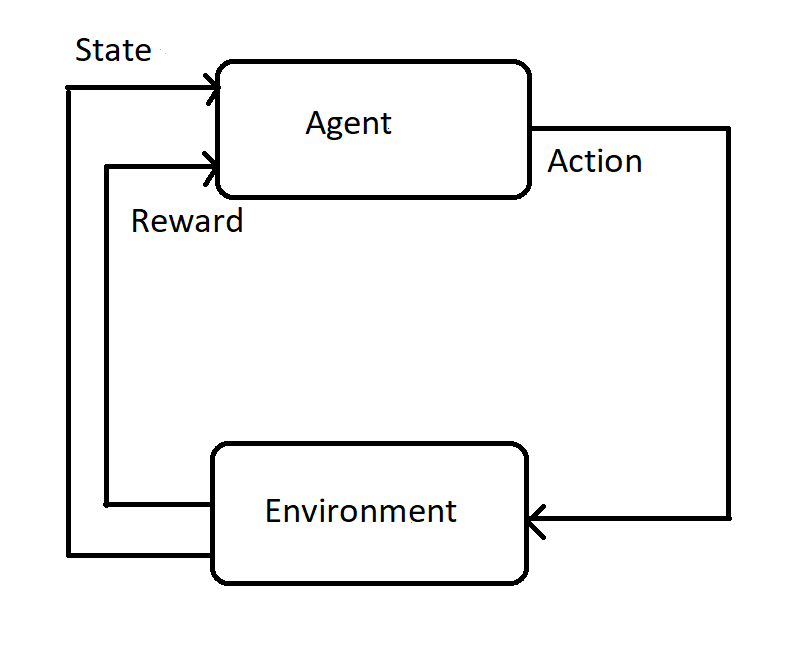 State
Agent
Action
Reward
Environment